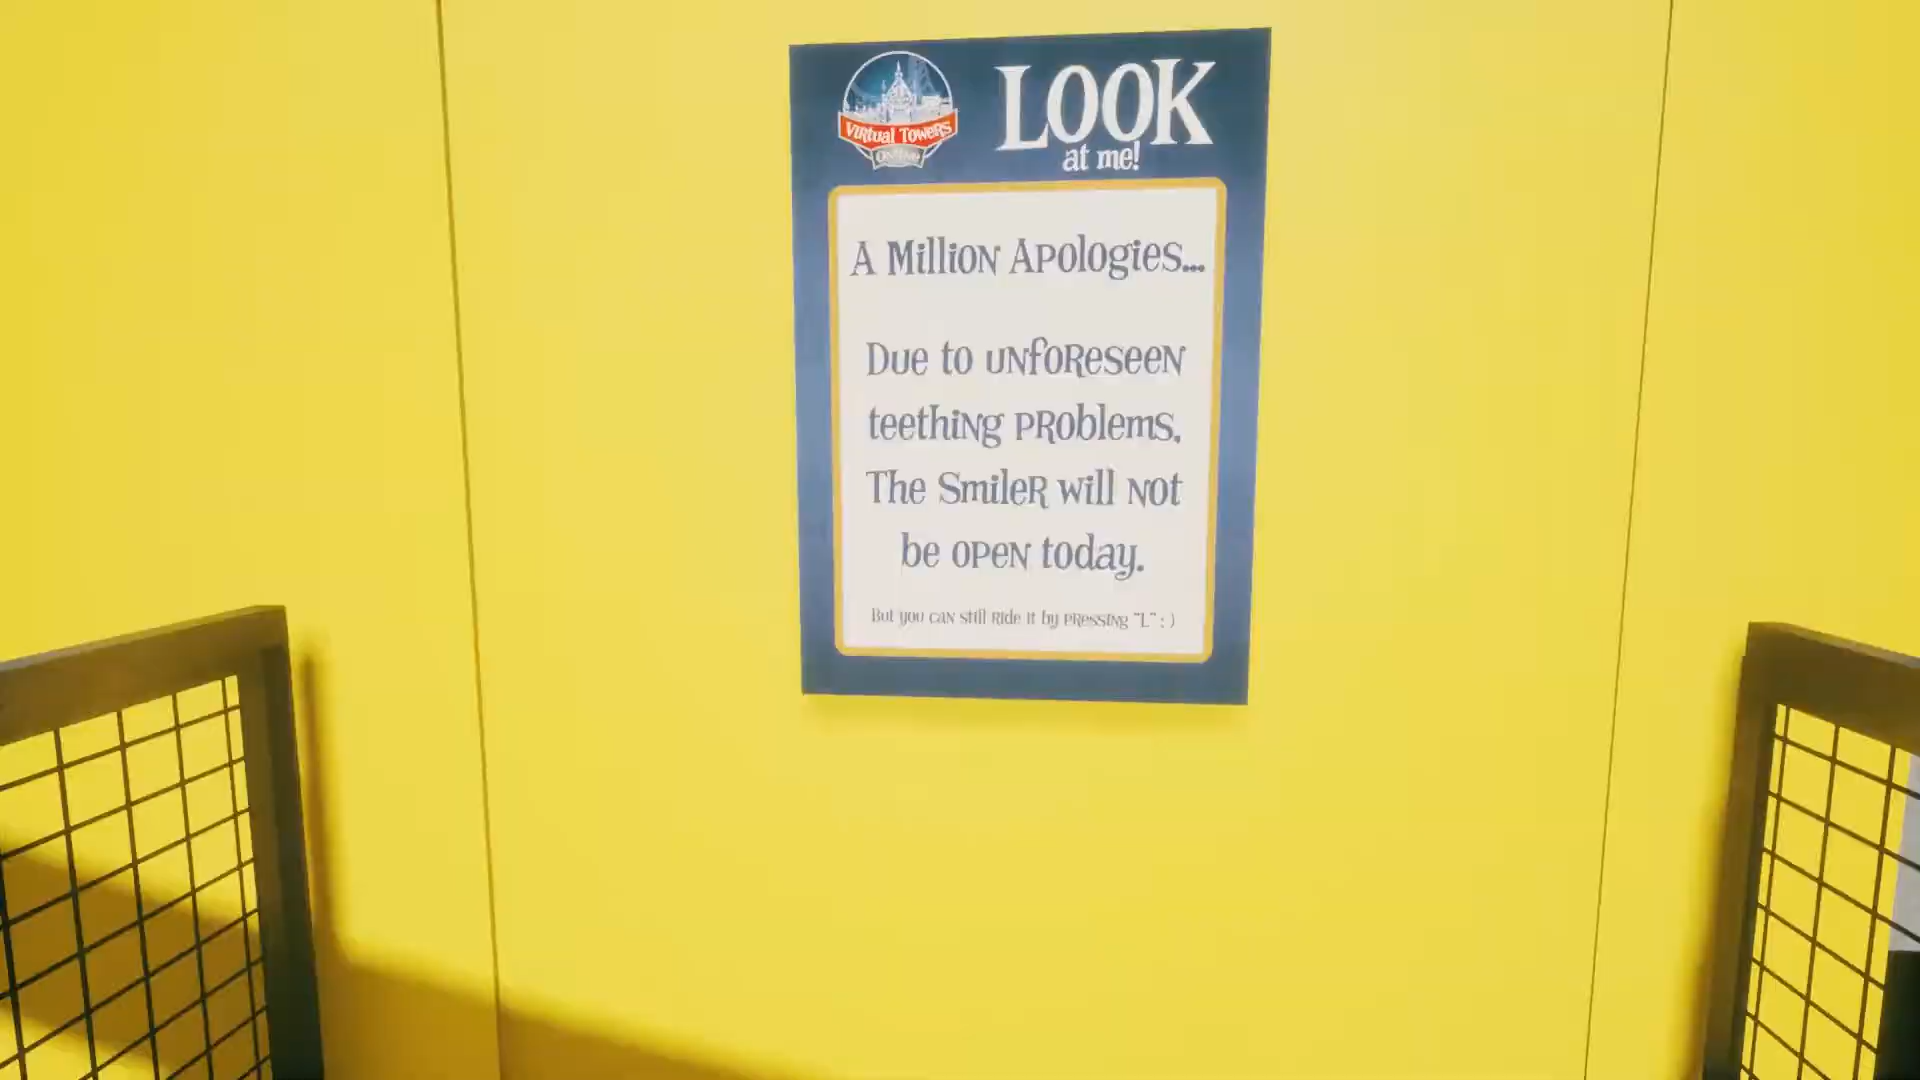 Virtual Towers
Online
LOOK
at me!
A Million Apologies...
Due to unforeseen
teething problems,
The Smiler will not
be open today.
But you can still ride it by pressing "L" : )